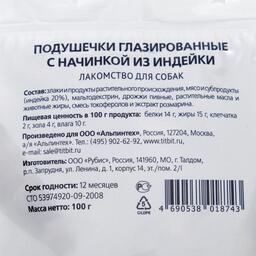 ПОДУШЕЧКИ ГЛАЗИРОВАННЫЕ
С НАЧИНКОЙ ИЗ ИНДЕЙКИ
ЛАКОМСТВО ДЛЯ СОБАК
Состав: злаки и продукты растительного происхождения, мясо и субпродукты
(индейка 20%), мальтодекстрин, дрожжи пивные, растительные масла и
животные жиры, смесь токоферолов и экстракт розмарина.
Пищевая ценность в 100 г продукта: белки 14 г, жиры 15 г, клетчатка
2 г, зола 4 г, влага 10 г.
Произведено для ООО «Альпинтех», Россия, 127204, г. Москва,
а/я «Альпинтех». Тел.: (495) 902-62-92, www.titbit.ru,
e-mail: sale@titbit.ru
Изготовитель: ООО «Рубис», Россия, 141960, МО, г. Талдом,
р.п. Запрудня, ул. Ленина, д. 1, корпус 14, эт./пом. 2/I
Срок годности: 12 месяцев
СТО 53974920-09-2008
Масса нетто: 100 г
EAC
5
C/LDPE
4 690538 018743